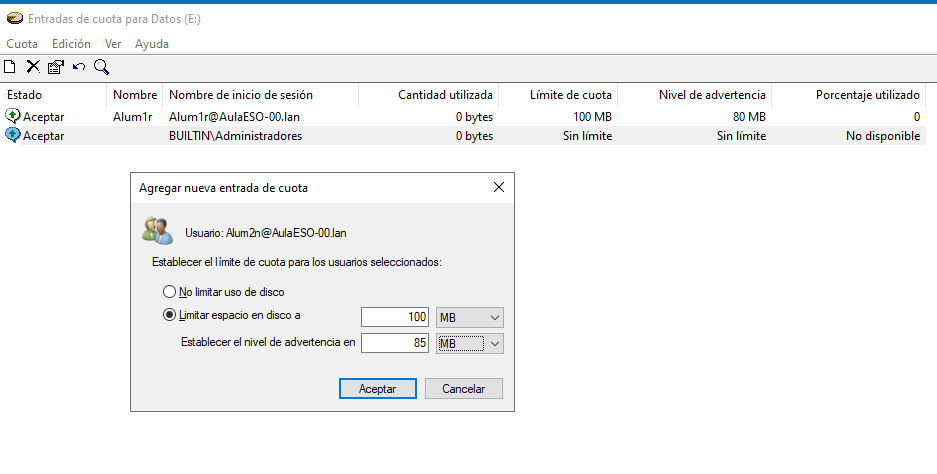 Entradas de cuota para Datos (E:)
Cuota Edición Ver Ayuda
Estado Nombre Nombre de inicio de sesión Cantidad utilizada Límite de cuota Nivel de advertencia Porcentaje utilizado
Aceptar Alum1r Alum1r@AulaESO-00.lan 0 bytes 100 MB 80 MB 0
Aceptar BUILTIN\Administradores 0 bytes Sin límite Sin límite No disponible
Agregar nueva entrada de cuota
Usuario: Alum2n@AulaESO-00.lan
Establecer el límite de cuota para los usuarios seleccionados:
No limitar uso de disco
Limitar espacio en disco a 100 MB
Establecer el nivel de advertencia en 85 MB
Aceptar Cancelar